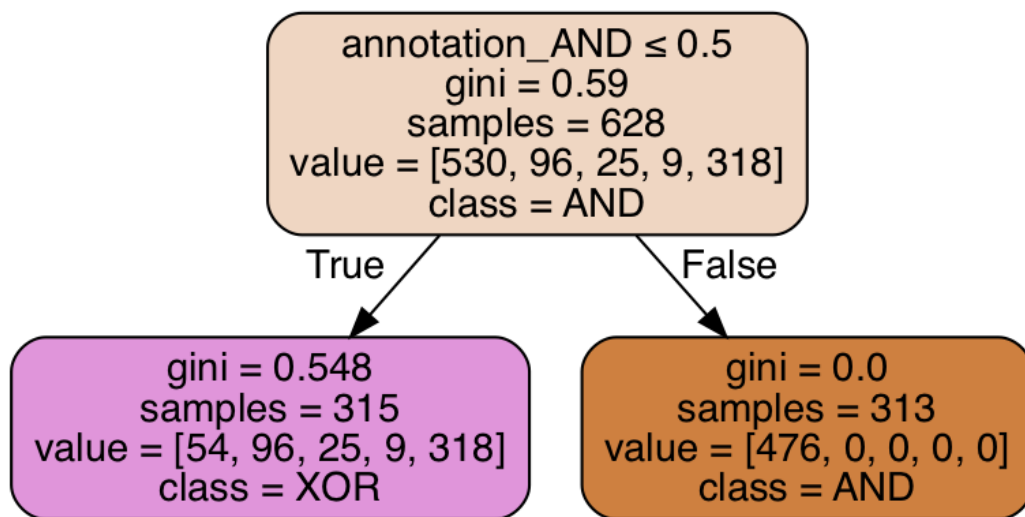 annotation_AND ≤ 0.5
gini = 0.59
samples = 628
value = [530, 96, 25, 9, 318]
class = AND
True
False
gini = 0.548
samples = 315
value = [54, 96, 25, 9, 318]
class = XOR
gini = 0.0
samples = 313
value = [476, 0, 0, 0, 0]
class = AND